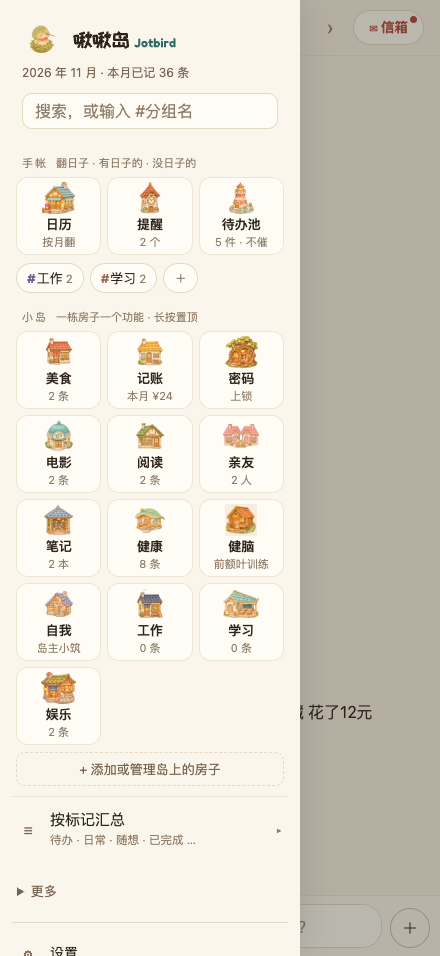 啾啾岛 Jotbird
› 信箱
2026 年 11 月 · 本月已记 36 条
搜索，或输入 #分组名
手帐 翻日子 · 有日子的 · 没日子的
日历 提醒 待办池
按月翻 2 个 5 件 · 不催
#工作 2 #学习 2 +
小岛 一栋房子一个功能 · 长按置顶
美食 记账 密码
2 条 本月 ¥24 上锁
电影 阅读 亲友
2 条 2 条 2 人
笔记 健康 健脑
2 本 8 条 前额叶训练
自我 工作 学习
岛主小筑 0 条 0 条
花了12元
娱乐
2 条
+ 添加或管理岛上的房子
按标记汇总
待办 · 日常 · 随想 · 已完成 ...
更多
? +
设置